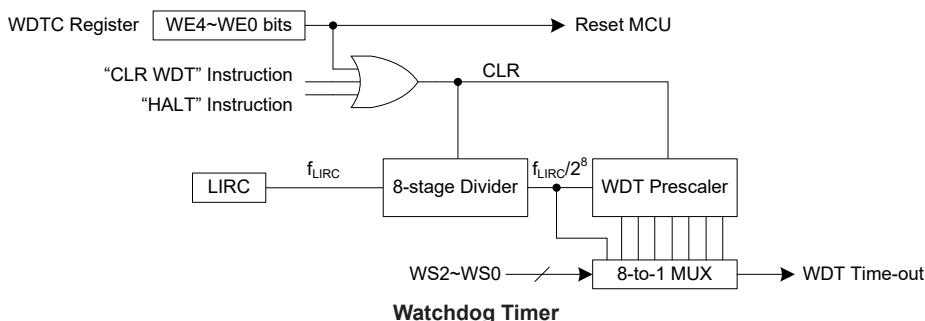 WDTC Register WE4~WE0 bits Reset MCU
“CLR WDT” Instruction
CLR
“HALT” Instruction
LIRC
fLIRC
8-stage Divider
fLIRC/2⁸
WDT Prescaler
WS2~WS0
8-to-1 MUX
WDT Time-out
Watchdog Timer